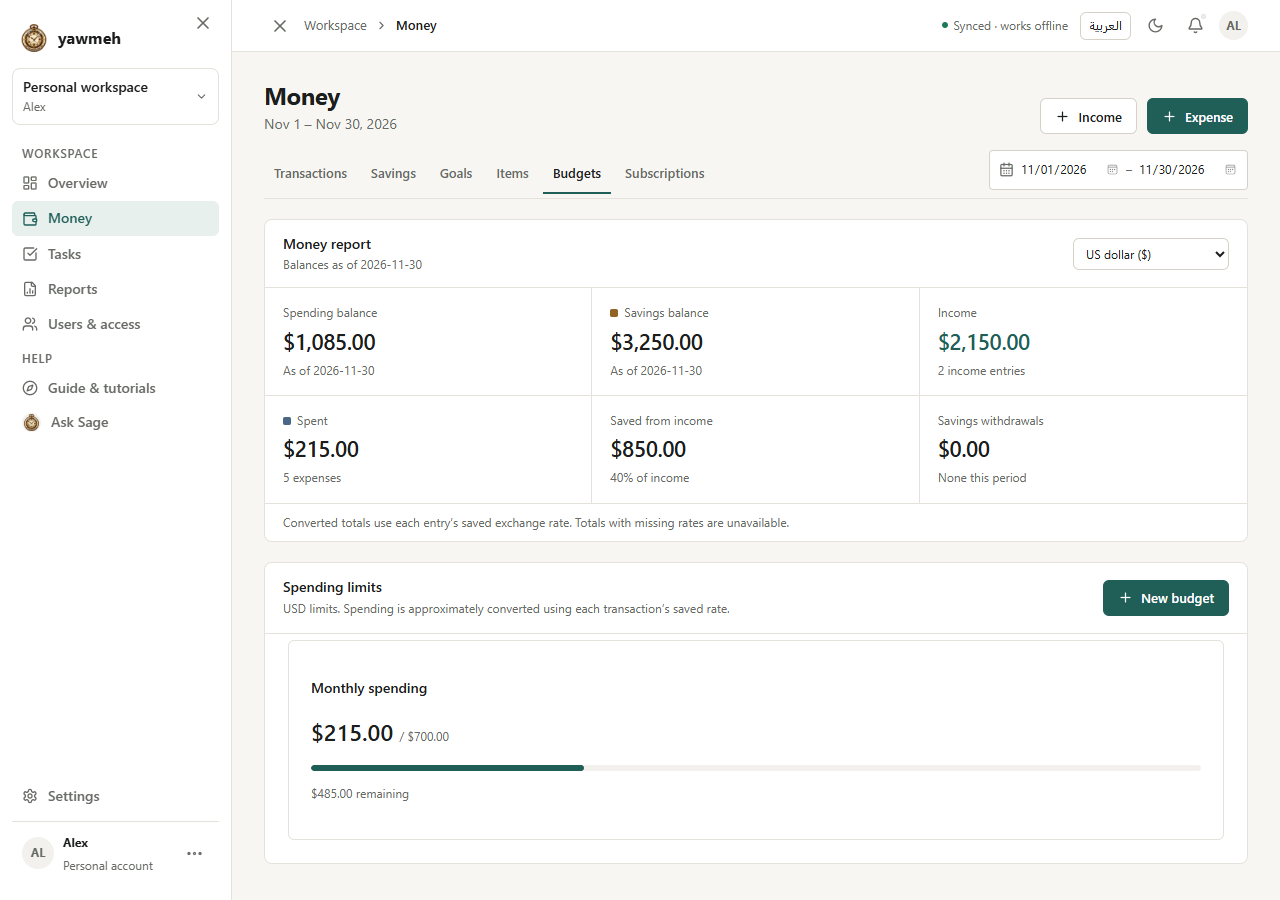 yawmeh
Personal workspace
Alex
WORKSPACE
Overview
Money
Tasks
Reports
Users & access
HELP
Guide & tutorials
Ask Sage
Settings
AL
Alex
Personal account
Workspace > Money
Synced · works offline
العربية
AL
Money
Nov 1 – Nov 30, 2026
+ Income
+ Expense
Transactions Savings Goals Items Budgets Subscriptions
11/01/2026 – 11/30/2026
Money report
Balances as of 2026-11-30
US dollar ($)
Spending balance
$1,085.00
As of 2026-11-30
Savings balance
$3,250.00
As of 2026-11-30
Income
$2,150.00
2 income entries
Spent
$215.00
5 expenses
Saved from income
$850.00
40% of income
Savings withdrawals
$0.00
None this period
Converted totals use each entry's saved exchange rate. Totals with missing rates are unavailable.
Spending limits
USD limits. Spending is approximately converted using each transaction's saved rate.
+ New budget
Monthly spending
$215.00 / $700.00
$485.00 remaining